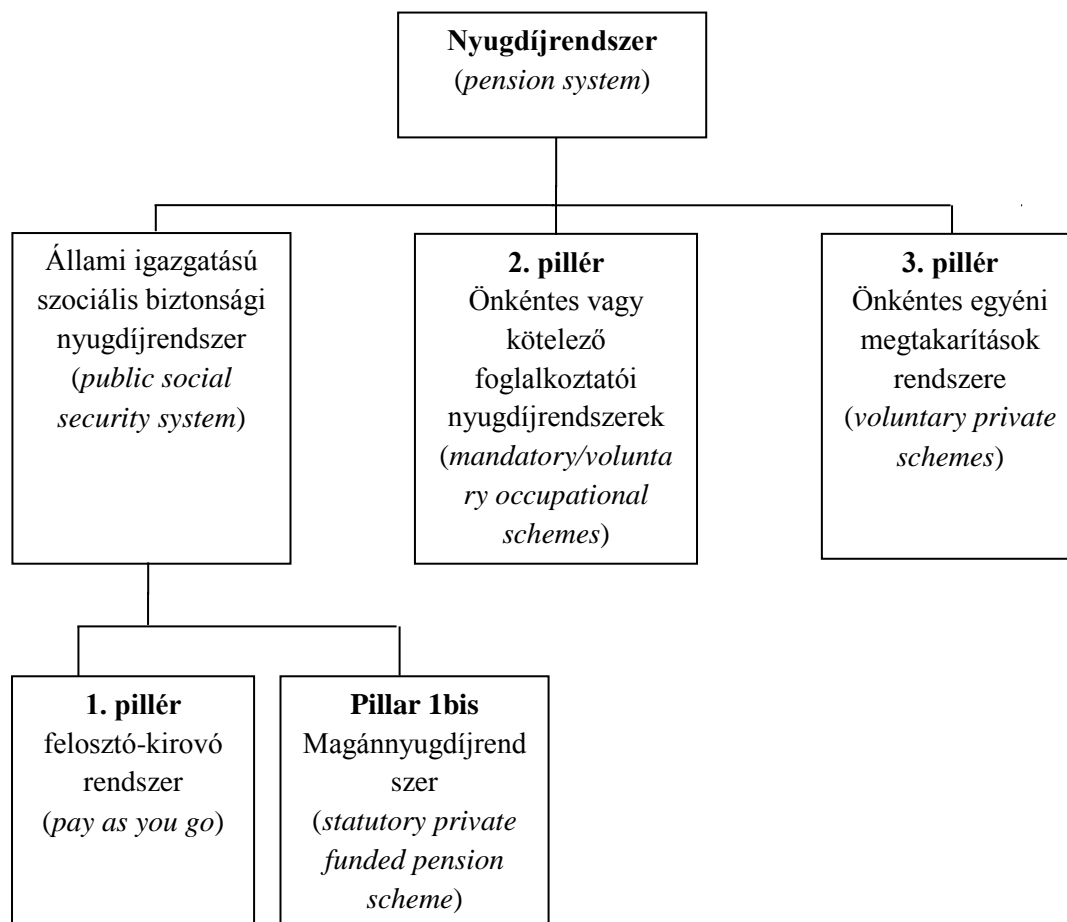 Nyugdíjrendszer
(pension system)
Állami igazgatású
szociális biztonsági
nyugdíjrendszer
(public social
security system)
2. pillér
Önkéntes vagy
kötelező
foglalkoztatói
nyugdíjrendszerek
(mandatory/volunta
ry occupational
schemes)
3. pillér
Önkéntes egyéni
megtakarítások
rendszere
(voluntary private
schemes)
1. pillér
felosztó-kirovó
rendszer
(pay as you go)
Pillar 1bis
Magánnyugdíjrend
szer
(statutory private
funded pension
scheme)